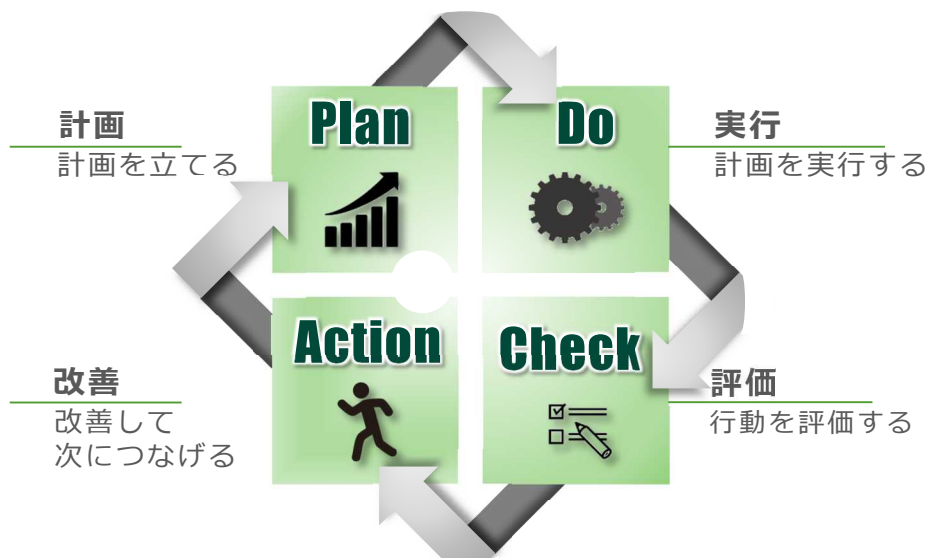 Plan
計画
計画を立てる
Do
実行
計画を実行する
Action
改善
改善して
次につなげる
Check
評価
行動を評価する